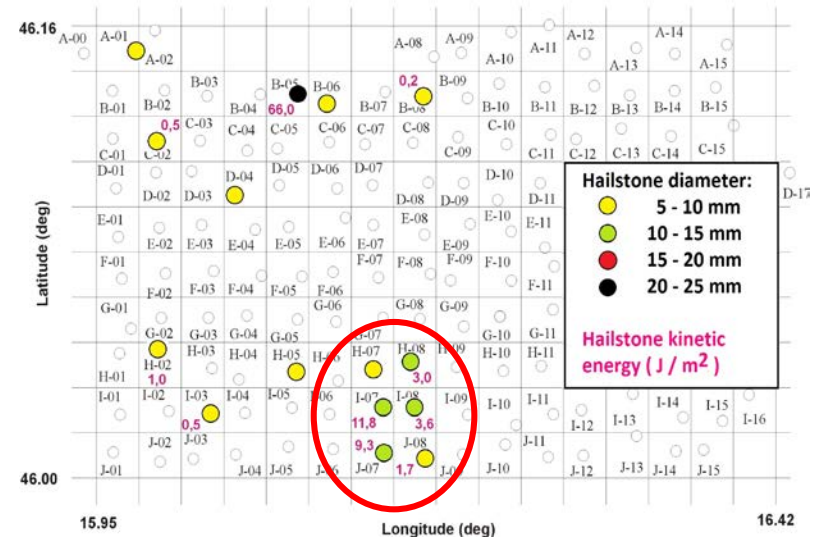 46.16
A-00 A-01 A-02 A-08 A-09 A-10 A-11 A-12 A-13 A-14 A-15
B-01 B-02 B-03 B-04 B-05 B-06 B-07 B-08 B-09 B-10 B-11 B-12 B-13 B-14 B-15
66,0 0,2
0,5
C-01 C-02 C-03 C-04 C-05 C-06 C-07 C-08 C-09 C-10 C-11 C-12 C-13 C-14 C-15
D-01 D-02 D-03 D-04 D-05 D-06 D-07 D-08 D-09 D-10 D-11 D-17
E-01 E-02 E-03 E-04 E-05 E-06 E-07 E-08 E-09 E-10 E-11
F-01 F-02 F-03 F-04 F-05 F-06 F-07 F-08 F-09 F-10 F-11
G-01 G-02 G-03 G-04 G-05 G-06 G-07 G-08 G-09 G-10 G-11
H-01 H-02 H-03 H-04 H-05 H-06 H-07 H-08 H-09 H-10 H-11
1,0 3,0
I-01 I-02 I-03 I-04 I-05 I-06 I-07 I-08 I-09 I-10 I-11 I-12 I-13 I-14 I-15 I-16
0,5 11,8 3,6
9,3 1,7
J-01 J-02 J-03 J-04 J-05 J-06 J-07 J-08 J-09 J-10 J-11 J-12 J-13 J-14 J-15
46.00
15.95
16.42
Latitude (deg)
Longitude (deg)
Hailstone diameter:
5 - 10 mm
10 - 15 mm
15 - 20 mm
20 - 25 mm
Hailstone kinetic
energy ( J / m² )